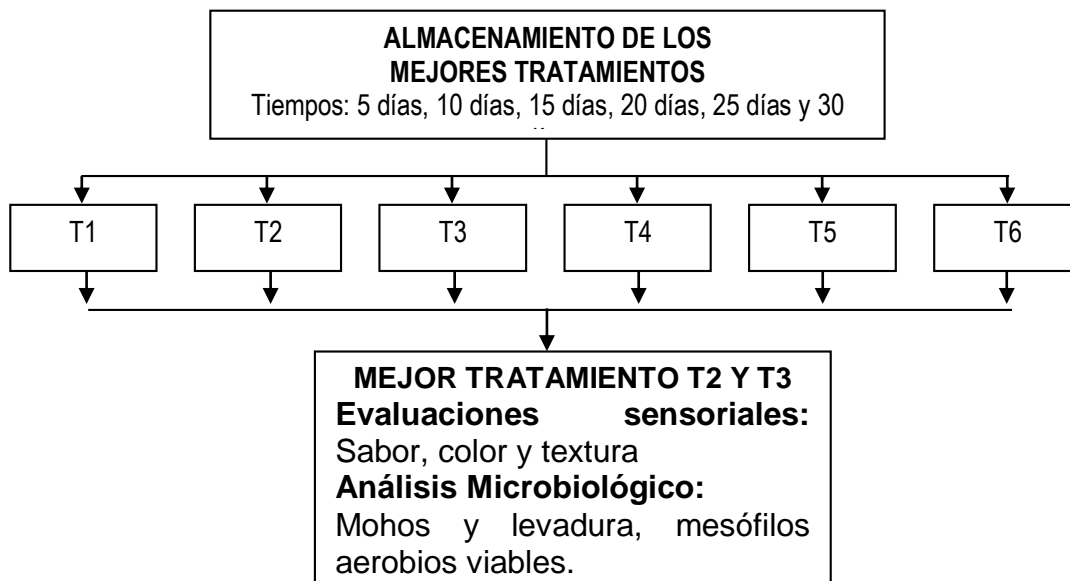 ALMACENAMIENTO DE LOS
MEJORES TRATAMIENTOS
Tiempos: 5 días, 10 días, 15 días, 20 días, 25 días y 30
T1 T2 T3 T4 T5 T6
MEJOR TRATAMIENTO T2 Y T3
Evaluaciones sensoriales:
Sabor, color y textura
Análisis Microbiológico:
Mohos y levadura, mesófilos
aerobios viables.